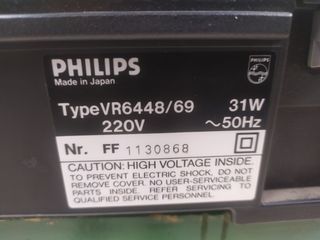 PHILIPS
Made in Japan
PHILIPS
TypeVR6448/69 31W
220V ~50Hz
Nr. FF 1130868
CAUTION: HIGH VOLTAGE INSIDE.
TO PREVENT ELECTRIC SHOCK, DO NOT
REMOVE COVER. NO USER-SERVICEABLE
PARTS INSIDE. REFER SERVICING TO
QUALIFIED SERVICE PERSONNEL.